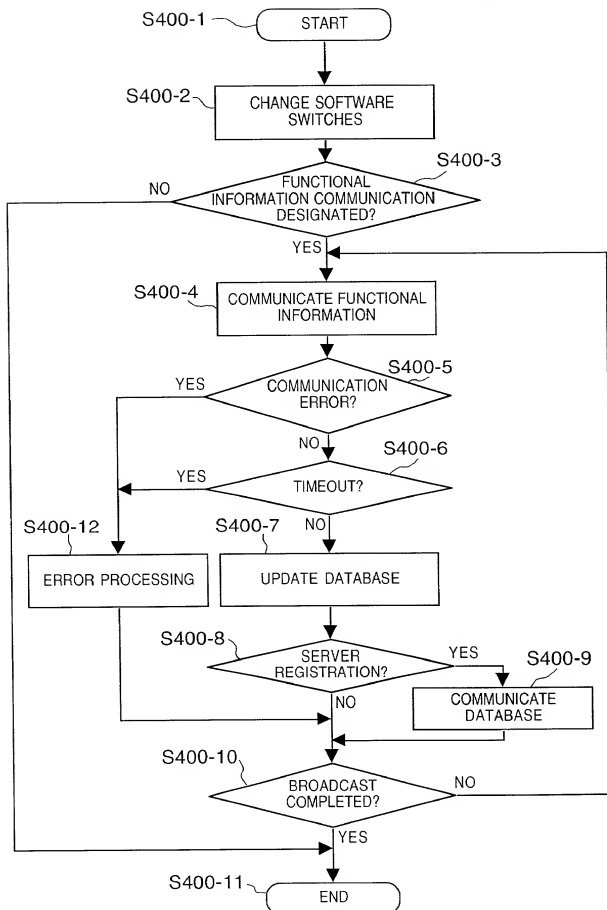 S400-1
START
S400-2
CHANGE SOFTWARE
SWITCHES
S400-3
NO
FUNCTIONAL
INFORMATION COMMUNICATION
DESIGNATED?
YES
S400-4
COMMUNICATE FUNCTIONAL
INFORMATION
S400-5
YES
COMMUNICATION
ERROR?
NO
S400-6
YES
TIMEOUT?
NO
S400-12
S400-7
ERROR PROCESSING
UPDATE DATABASE
S400-8
SERVER
REGISTRATION?
YES
S400-9
NO
COMMUNICATE
DATABASE
S400-10
BROADCAST
COMPLETED?
NO
YES
S400-11
END